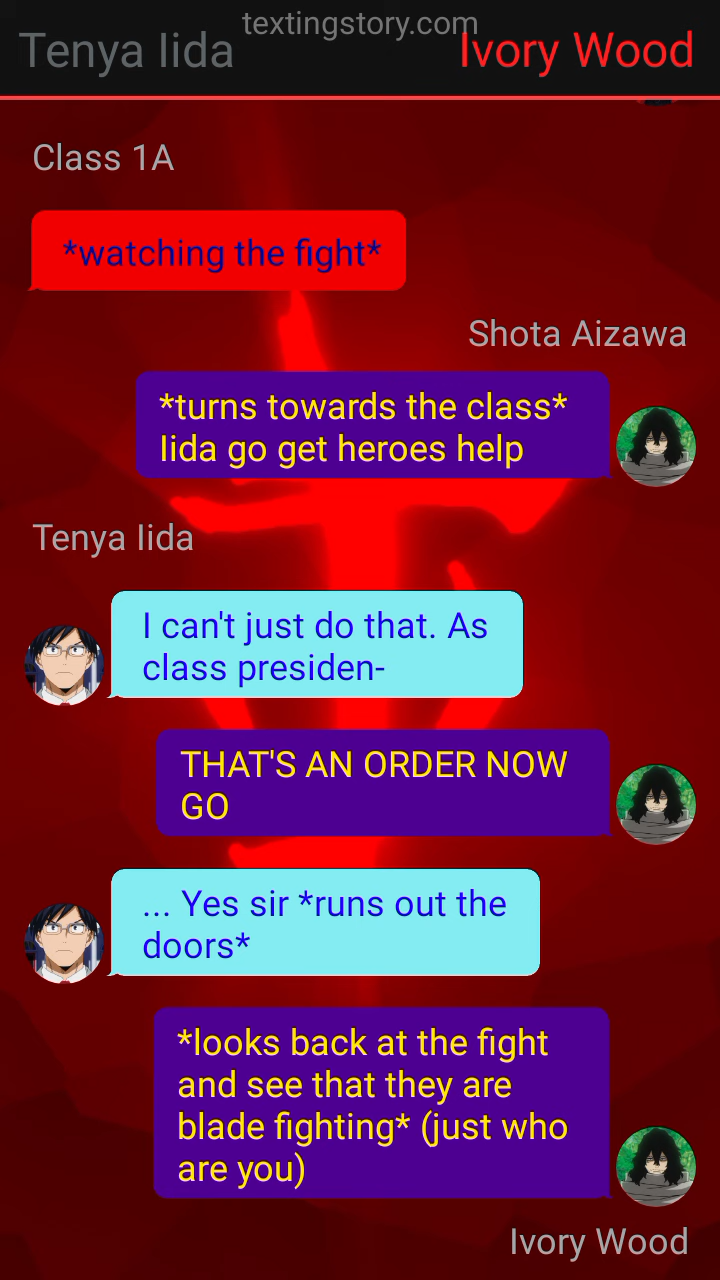 textingstory.com
Tenya Iida
Ivory Wood
Class 1A
*watching the fight*
Shota Aizawa
*turns towards the class*
Iida go get heroes help
Tenya Iida
I can't just do that. As
class presiden-
THAT'S AN ORDER NOW
GO
... Yes sir *runs out the
doors*
*looks back at the fight
and see that they are
blade fighting* (just who
are you)
Ivory Wood